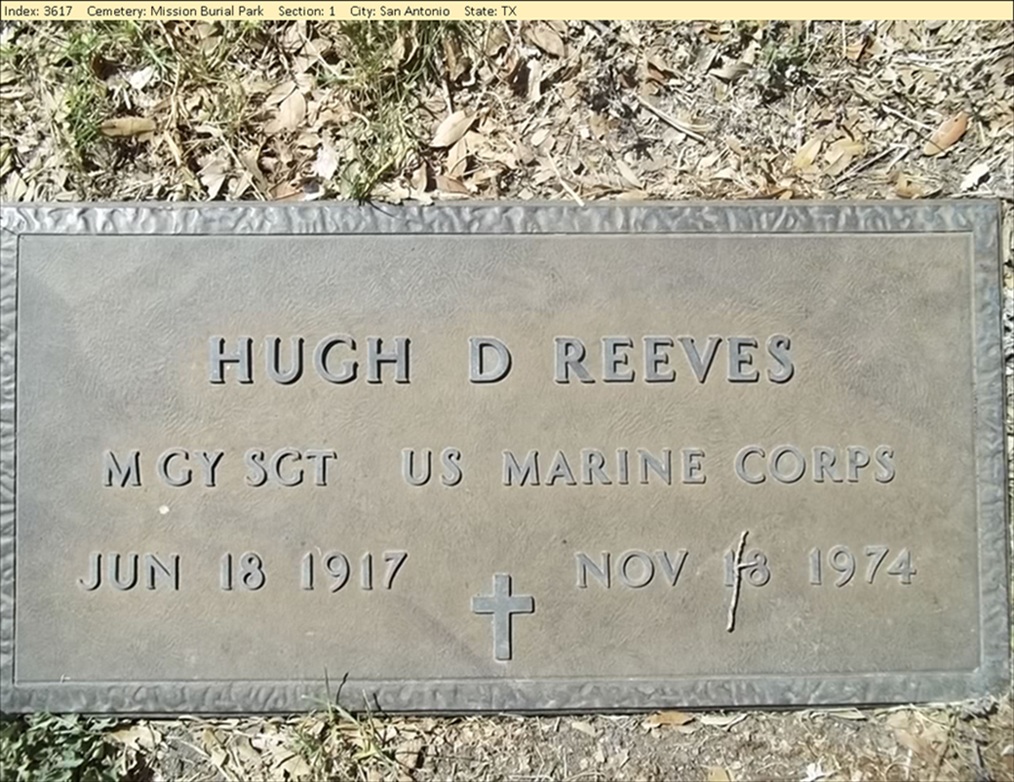 Index: 3617 Cemetery: Mission Burial Park Section: 1 City: San Antonio State: TX
HUGH D REEVES
M GY SGT US MARINE CORPS
JUN 18 1917 NOV 18 1974